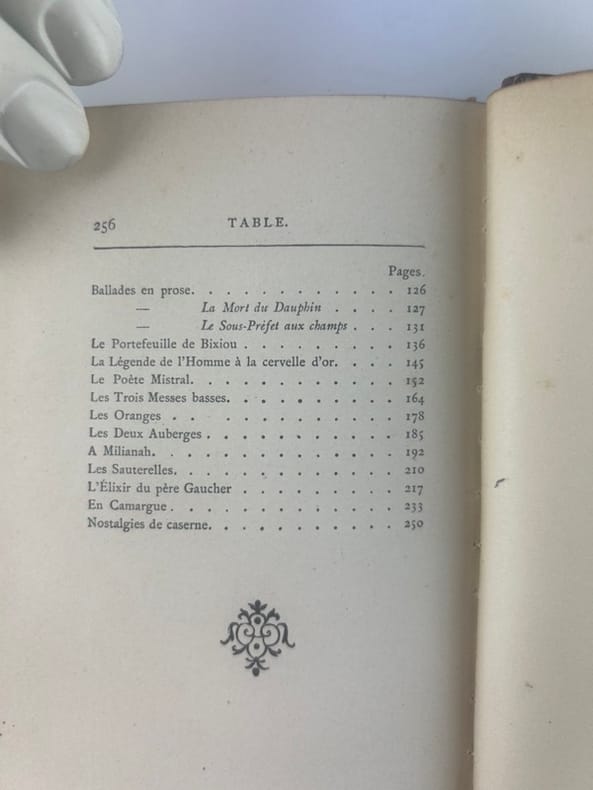 256 TABLE.
Pages.
Ballades en prose. . . . . . . . . . . . 126
— La Mort du Dauphin . . . . 127
— Le Sous-Préfet aux champs . . . 131
Le Portefeuille de Bixiou . . . . . . . . . 136
La Légende de l'Homme à la cervelle d'or. . . . 145
Le Poète Mistral. . . . . . . . . . . . 152
Les Trois Messes basses. . . . . . . . . . 164
Les Oranges . . . . . . . . . . . . . 178
Les Deux Auberges . . . . . . . . . . . 185
A Milianah. . . . . . . . . . . . . . 192
Les Sauterelles. . . . . . . . . . . . . 210
L'Élixir du père Gaucher . . . . . . . . . 217
En Camargue . . . . . . . . . . . . . 233
Nostalgies de caserne. . . . . . . . . . . 250